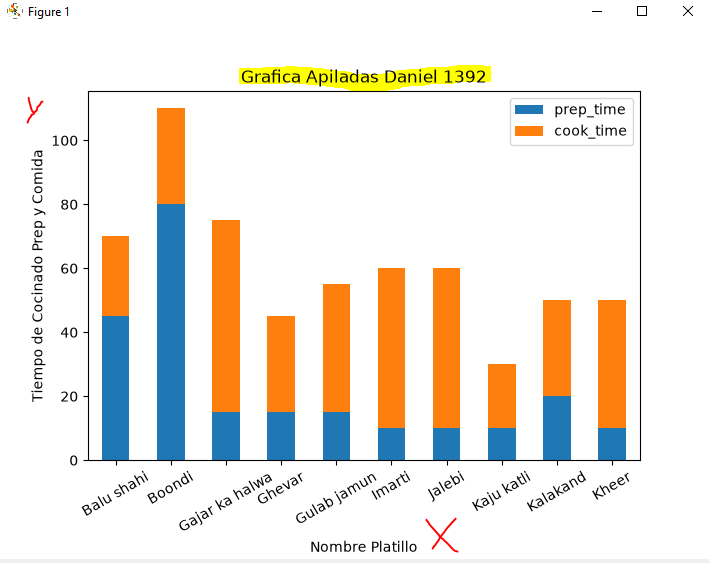 Figure 1
Grafica Apiladas Daniel 1392
y
prep_time
cook_time
Tiempo de Cocinado Prep y Comida
100
80
60
40
20
0
Balu shahi
Boondi
Gajar ka halwa
Ghevar
Gulab jamun
Imarti
Jalebi
Kaju katli
Kalakand
Kheer
Nombre Platillo
X